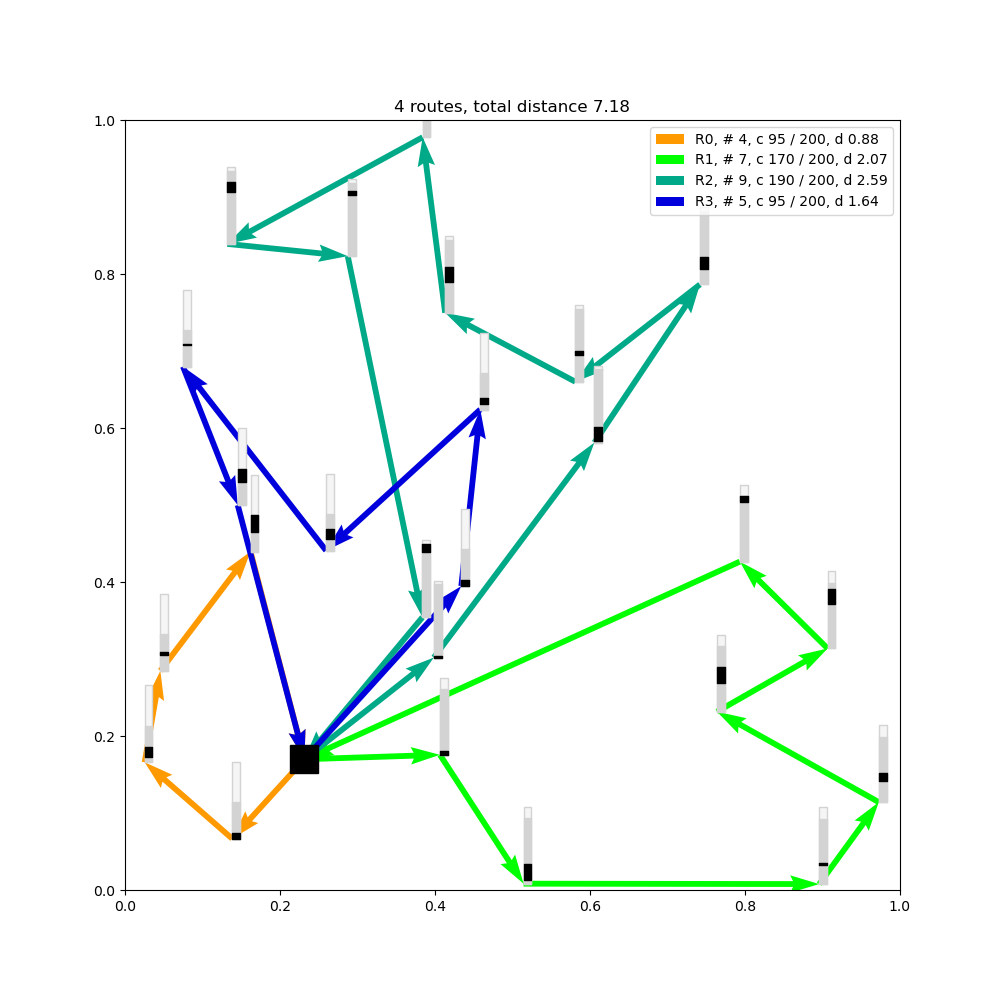 4 routes, total distance 7.18
R0, # 4, c 95 / 200, d 0.88
R1, # 7, c 170 / 200, d 2.07
R2, # 9, c 190 / 200, d 2.59
R3, # 5, c 95 / 200, d 1.64
1.0
0.8
0.6
0.4
0.2
0.0
0.0 0.2 0.4 0.6 0.8 1.0